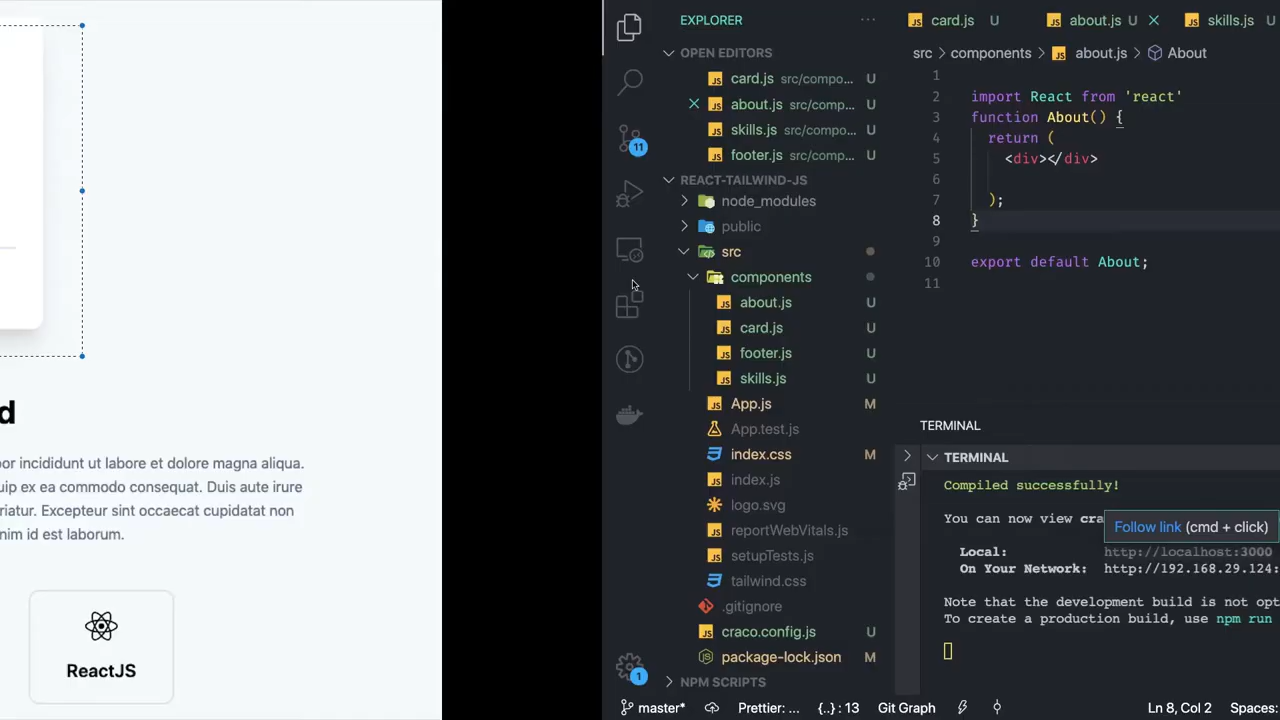 d
or incididunt ut labore et dolore magna aliqua.
uip ex ea commodo consequat. Duis aute irure
riatur. Excepteur sint occaecat cupidatat non
nim id est laborum.
ReactJS
11
1
EXPLORER
···
OPEN EDITORS
card.js src/compo... U
about.js src/comp... U
skills.js src/compo... U
footer.js src/comp... U
REACT-TAILWIND-JS
node_modules
public
src
components
about.js U
card.js U
footer.js U
skills.js U
App.js M
App.test.js
index.css M
index.js
logo.svg
reportWebVitals.js
setupTests.js
tailwind.css
.gitignore
craco.config.js U
package-lock.json M
NPM SCRIPTS
card.js U
about.js U
skills.js U
src > components > about.js > About
1
2 import React from 'react'
3 function About() {
4 return (
5 <div></div>
6
7 );
8 }
9
10 export default About;
11
TERMINAL
TERMINAL
Compiled successfully!
You can now view cra
Follow link (cmd + click)
Local: http://localhost:3000
On Your Network: http://192.168.29.124:
Note that the development build is not opt
To create a production build, use npm run
master* Prettier: ... {..} : 13 Git Graph Ln 8, Col 2 Spaces: